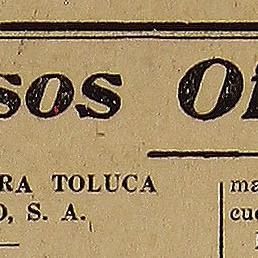 sos Of
RA TOLUCA
O, S. A.
ma
cue